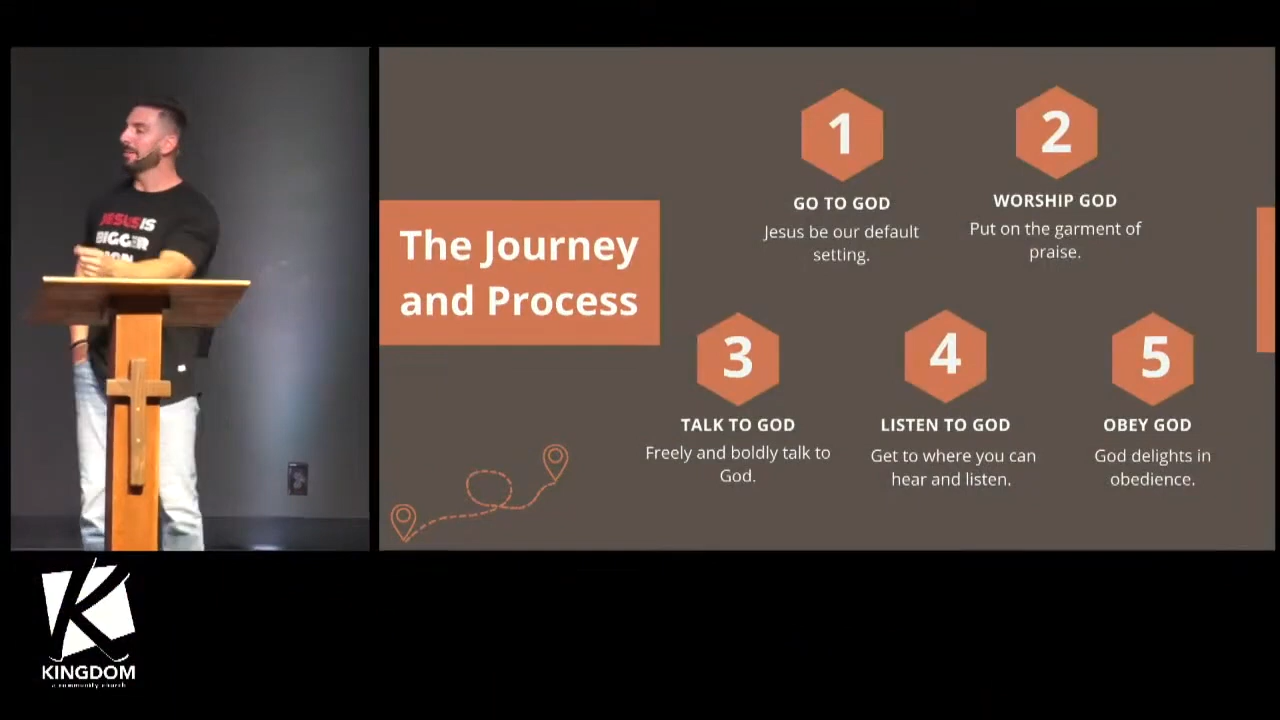 JESUS IS
BIGGER
The Journey
and Process
1
GO TO GOD
Jesus be our default
setting.
2
WORSHIP GOD
Put on the garment of
praise.
3
TALK TO GOD
Freely and boldly talk to
God.
4
LISTEN TO GOD
Get to where you can
hear and listen.
5
OBEY GOD
God delights in
obedience.
K
KINGDOM
a community church